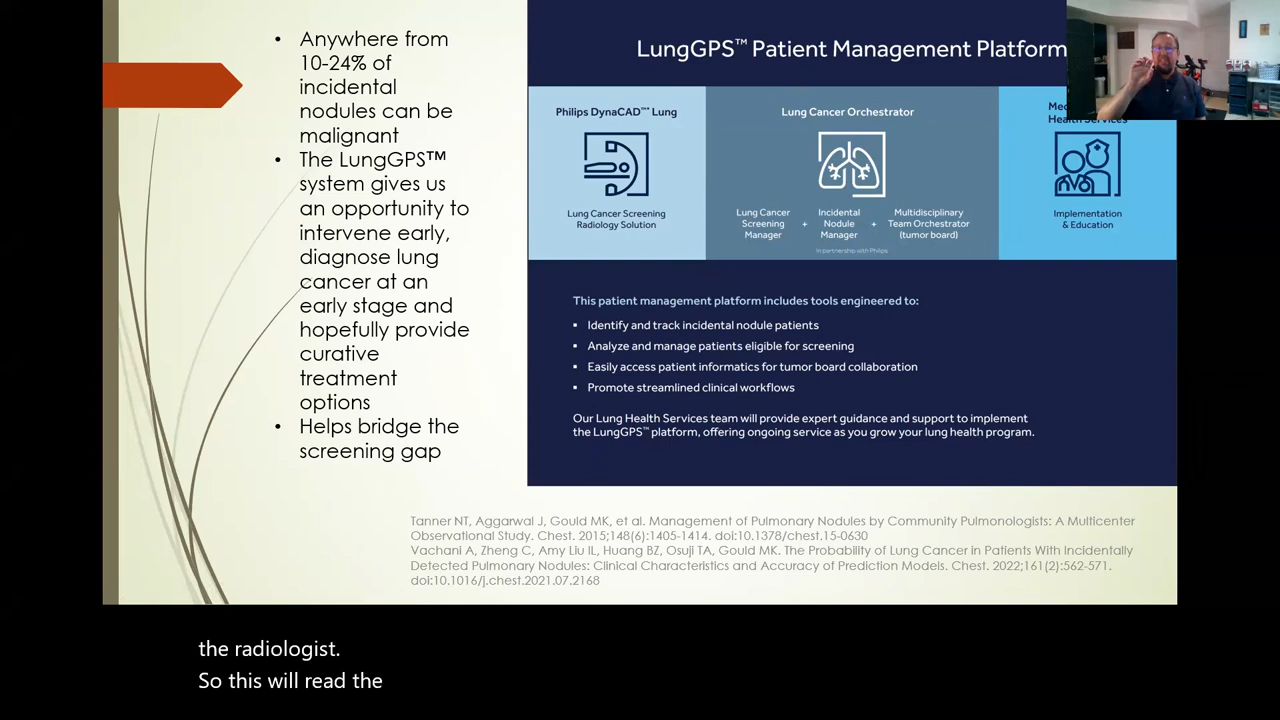 • Anywhere from
10-24% of
incidental
nodules can be
malignant
• The LungGPS™
system gives us
an opportunity to
intervene early,
diagnose lung
cancer at an
early stage and
hopefully provide
curative
treatment
options
• Helps bridge the
screening gap
LungGPS™ Patient Management Platform
Philips DynaCAD™* Lung
Lung Cancer Screening
Radiology Solution
Lung Cancer Orchestrator
Lung Cancer
Screening
Manager
+
Incidental
Nodule
Manager
+
Multidisciplinary
Team Orchestrator
(tumor board)
In partnership with Philips
Health Services
Implementation
& Education
This patient management platform includes tools engineered to:
▪ Identify and track incidental nodule patients
▪ Analyze and manage patients eligible for screening
▪ Easily access patient informatics for tumor board collaboration
▪ Promote streamlined clinical workflows
Our Lung Health Services team will provide expert guidance and support to implement
the LungGPS™ platform, offering ongoing service as you grow your lung health program.
Tanner NT, Aggarwal J, Gould MK, et al. Management of Pulmonary Nodules by Community Pulmonologists: A Multicenter
Observational Study. Chest. 2015;148(6):1405-1414. doi:10.1378/chest.15-0630
Vachani A, Zheng C, Amy Liu IL, Huang BZ, Osuji TA, Gould MK. The Probability of Lung Cancer in Patients With Incidentally
Detected Pulmonary Nodules: Clinical Characteristics and Accuracy of Prediction Models. Chest. 2022;161(2):562-571.
doi:10.1016/j.chest.2021.07.2168
the radiologist.
So this will read the